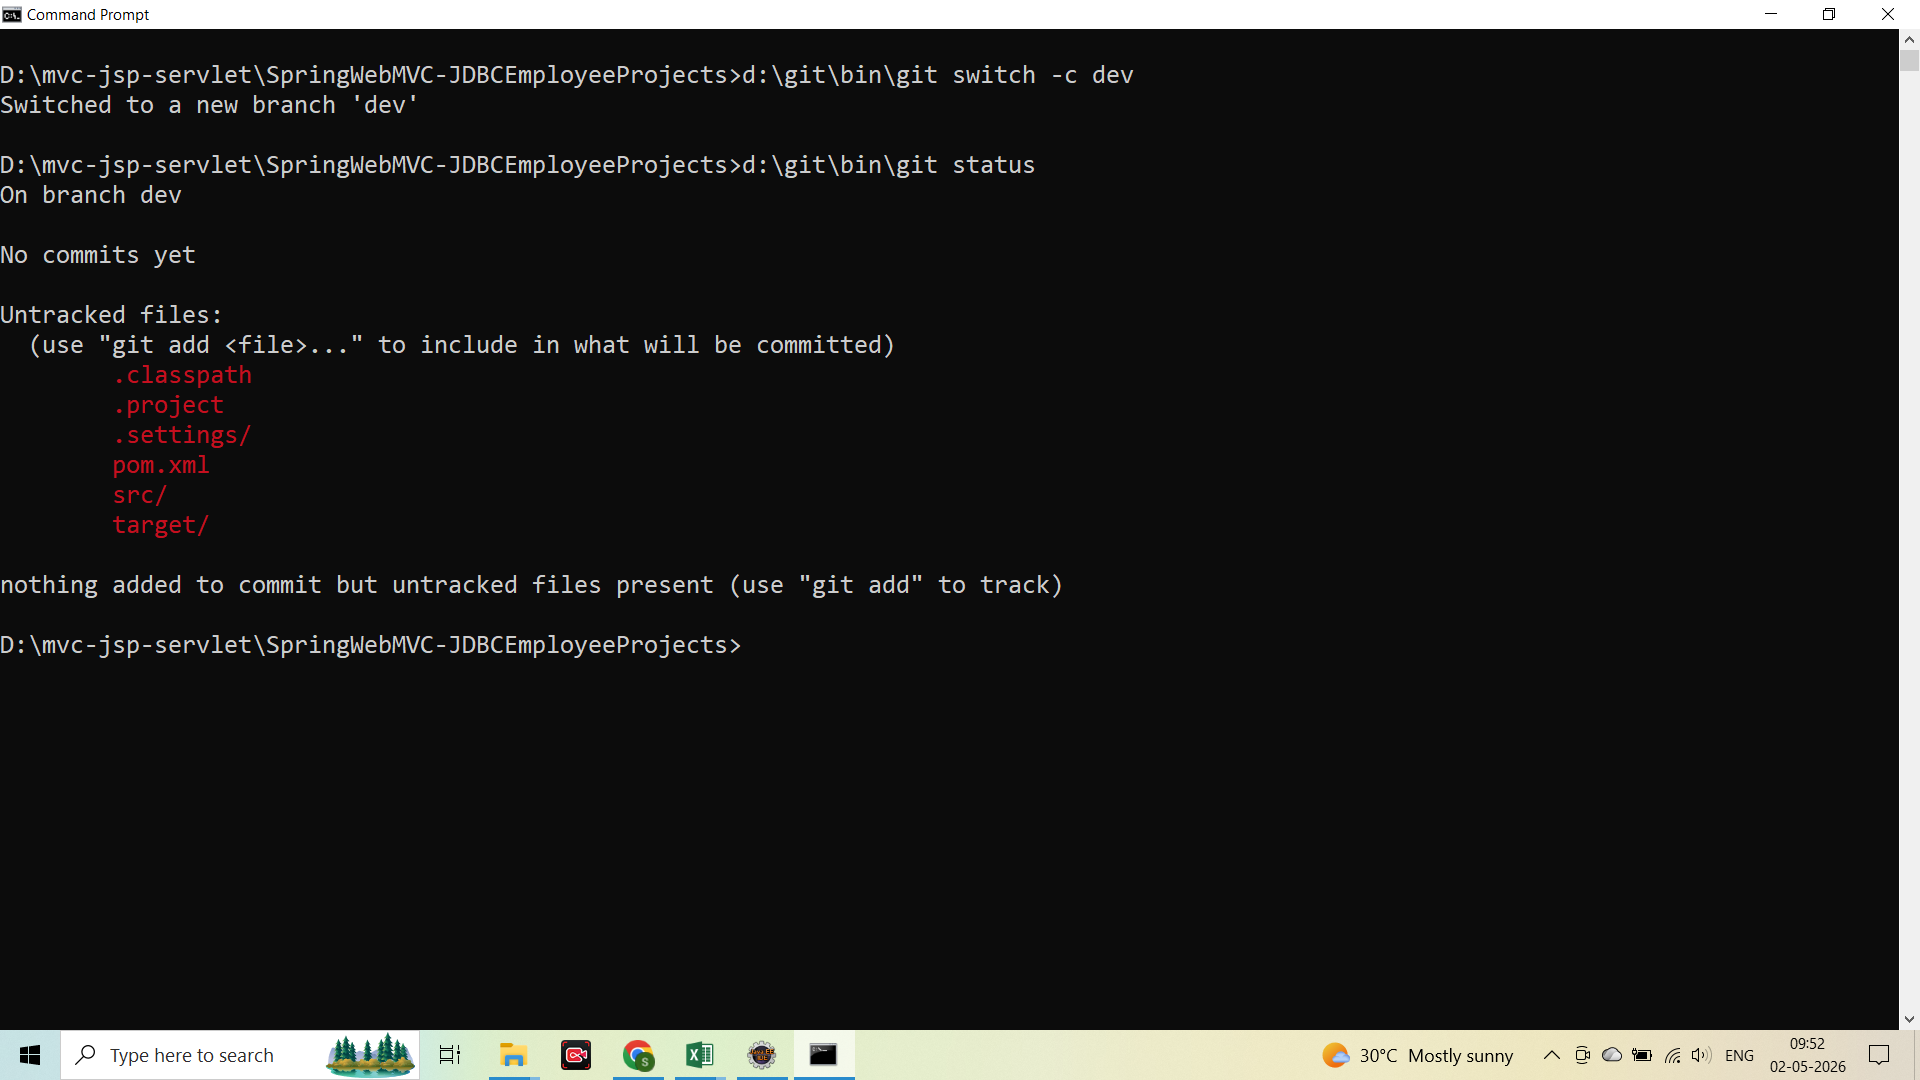 Command Prompt
D:\mvc-jsp-servlet\SpringWebMVC-JDBCEmployeeProjects>d:\git\bin\git switch -c dev
Switched to a new branch 'dev'
D:\mvc-jsp-servlet\SpringWebMVC-JDBCEmployeeProjects>d:\git\bin\git status
On branch dev
No commits yet
Untracked files:
  (use "git add <file>..." to include in what will be committed)
        .classpath
        .project
        .settings/
        pom.xml
        src/
        target/
nothing added to commit but untracked files present (use "git add" to track)
D:\mvc-jsp-servlet\SpringWebMVC-JDBCEmployeeProjects>
Type here to search
30°C Mostly sunny
ENG
09:52
02-05-2026